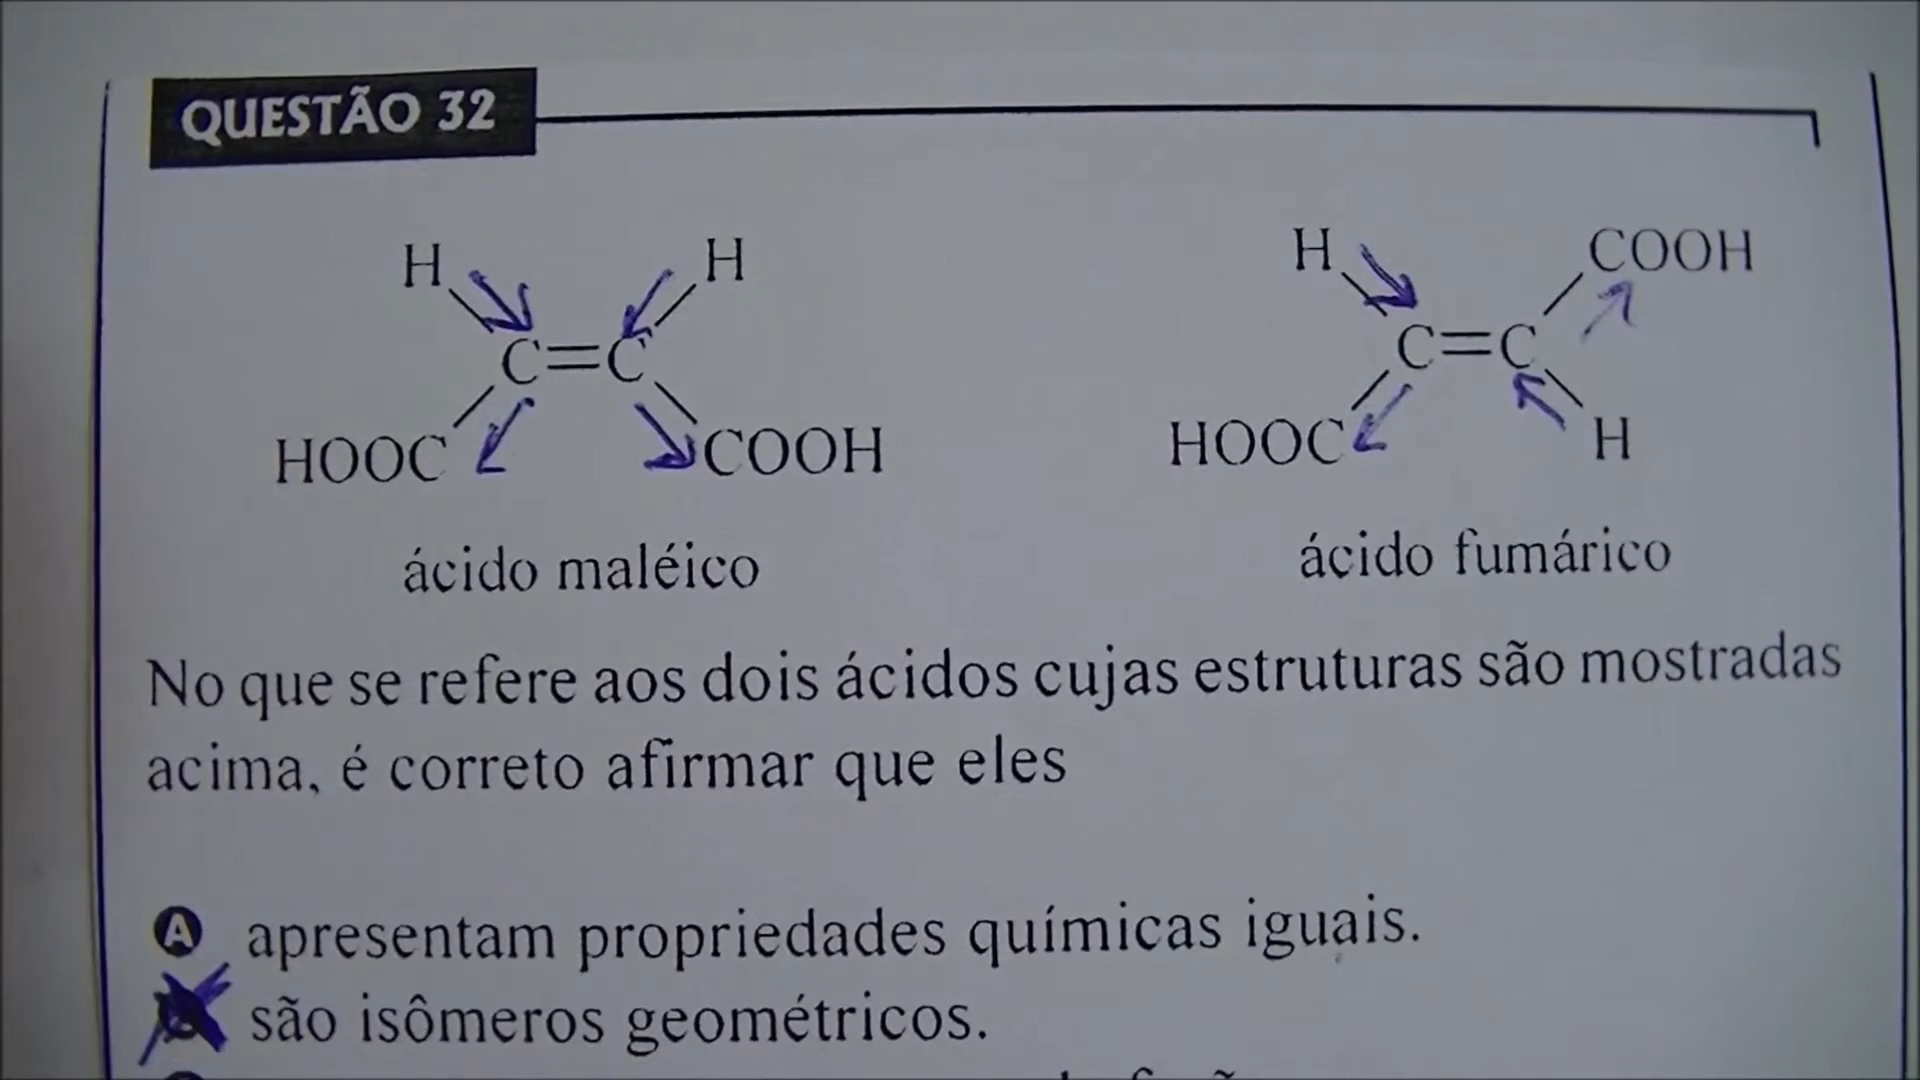 QUESTÃO 32
H H H COOH
C=C C=C
HOOC COOH HOOC H
ácido maléico ácido fumárico
No que se refere aos dois ácidos cujas estruturas são mostradas
acima, é correto afirmar que eles
A apresentam propriedades químicas iguais.
são isômeros geométricos.